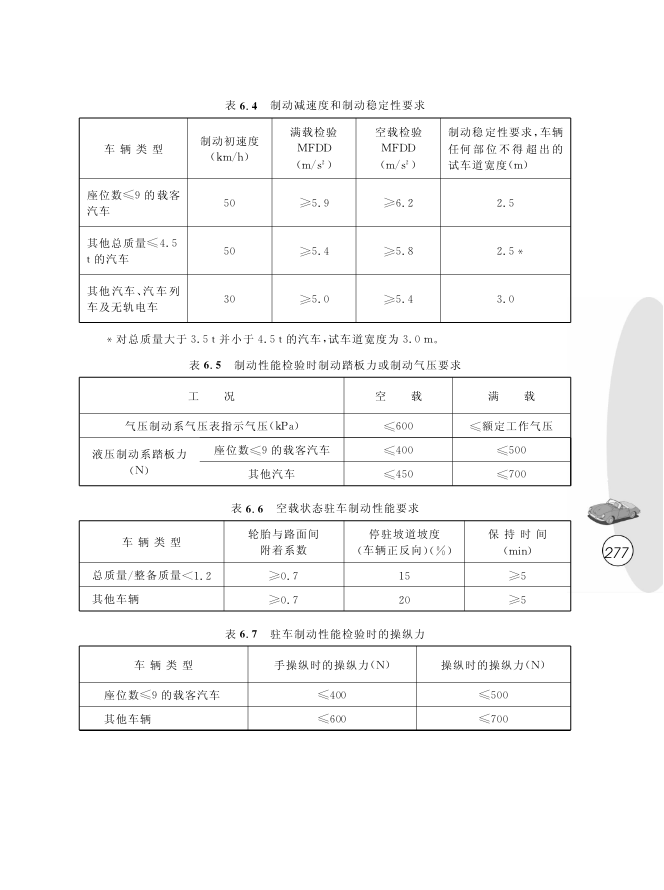 表 6.4 制动减速度和制动稳定性要求
车 辆 类 型
制动初速度
(km/h)
满载检验
MFDD
(m/s²)
空载检验
MFDD
(m/s²)
制动稳定性要求,车辆
任何部位不得超出的
试车道宽度(m)
座位数≤9 的载客
汽车
50
≥5.9
≥6.2
2.5
其他总质量≤4.5
t 的汽车
50
≥5.4
≥5.8
2.5 *
其他汽车、汽车列
车及无轨电车
30
≥5.0
≥5.4
3.0
* 对总质量大于 3.5 t 并小于 4.5 t 的汽车,试车道宽度为 3.0 m。
表 6.5 制动性能检验时制动踏板力或制动气压要求
工 况
空 载
满 载
气压制动系气压表指示气压(kPa)
≤600
≤额定工作气压
液压制动系踏板力
(N)
座位数≤9 的载客汽车
≤400
≤500
其他汽车
≤450
≤700
表 6.6 空载状态驻车制动性能要求
车 辆 类 型
轮胎与路面间
附着系数
停驻坡道坡度
(车辆正反向)(%)
保 持 时 间
(min)
总质量/整备质量<1.2
≥0.7
15
≥5
其他车辆
≥0.7
20
≥5
277
表 6.7 驻车制动性能检验时的操纵力
车 辆 类 型
手操纵时的操纵力(N)
操纵时的操纵力(N)
座位数≤9 的载客汽车
≤400
≤500
其他车辆
≤600
≤700